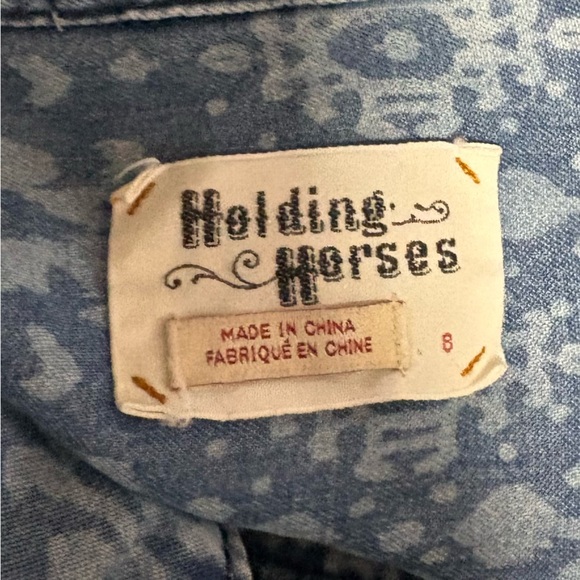 Holding
Horses
MADE IN CHINA
FABRIQUÉ EN CHINE
8